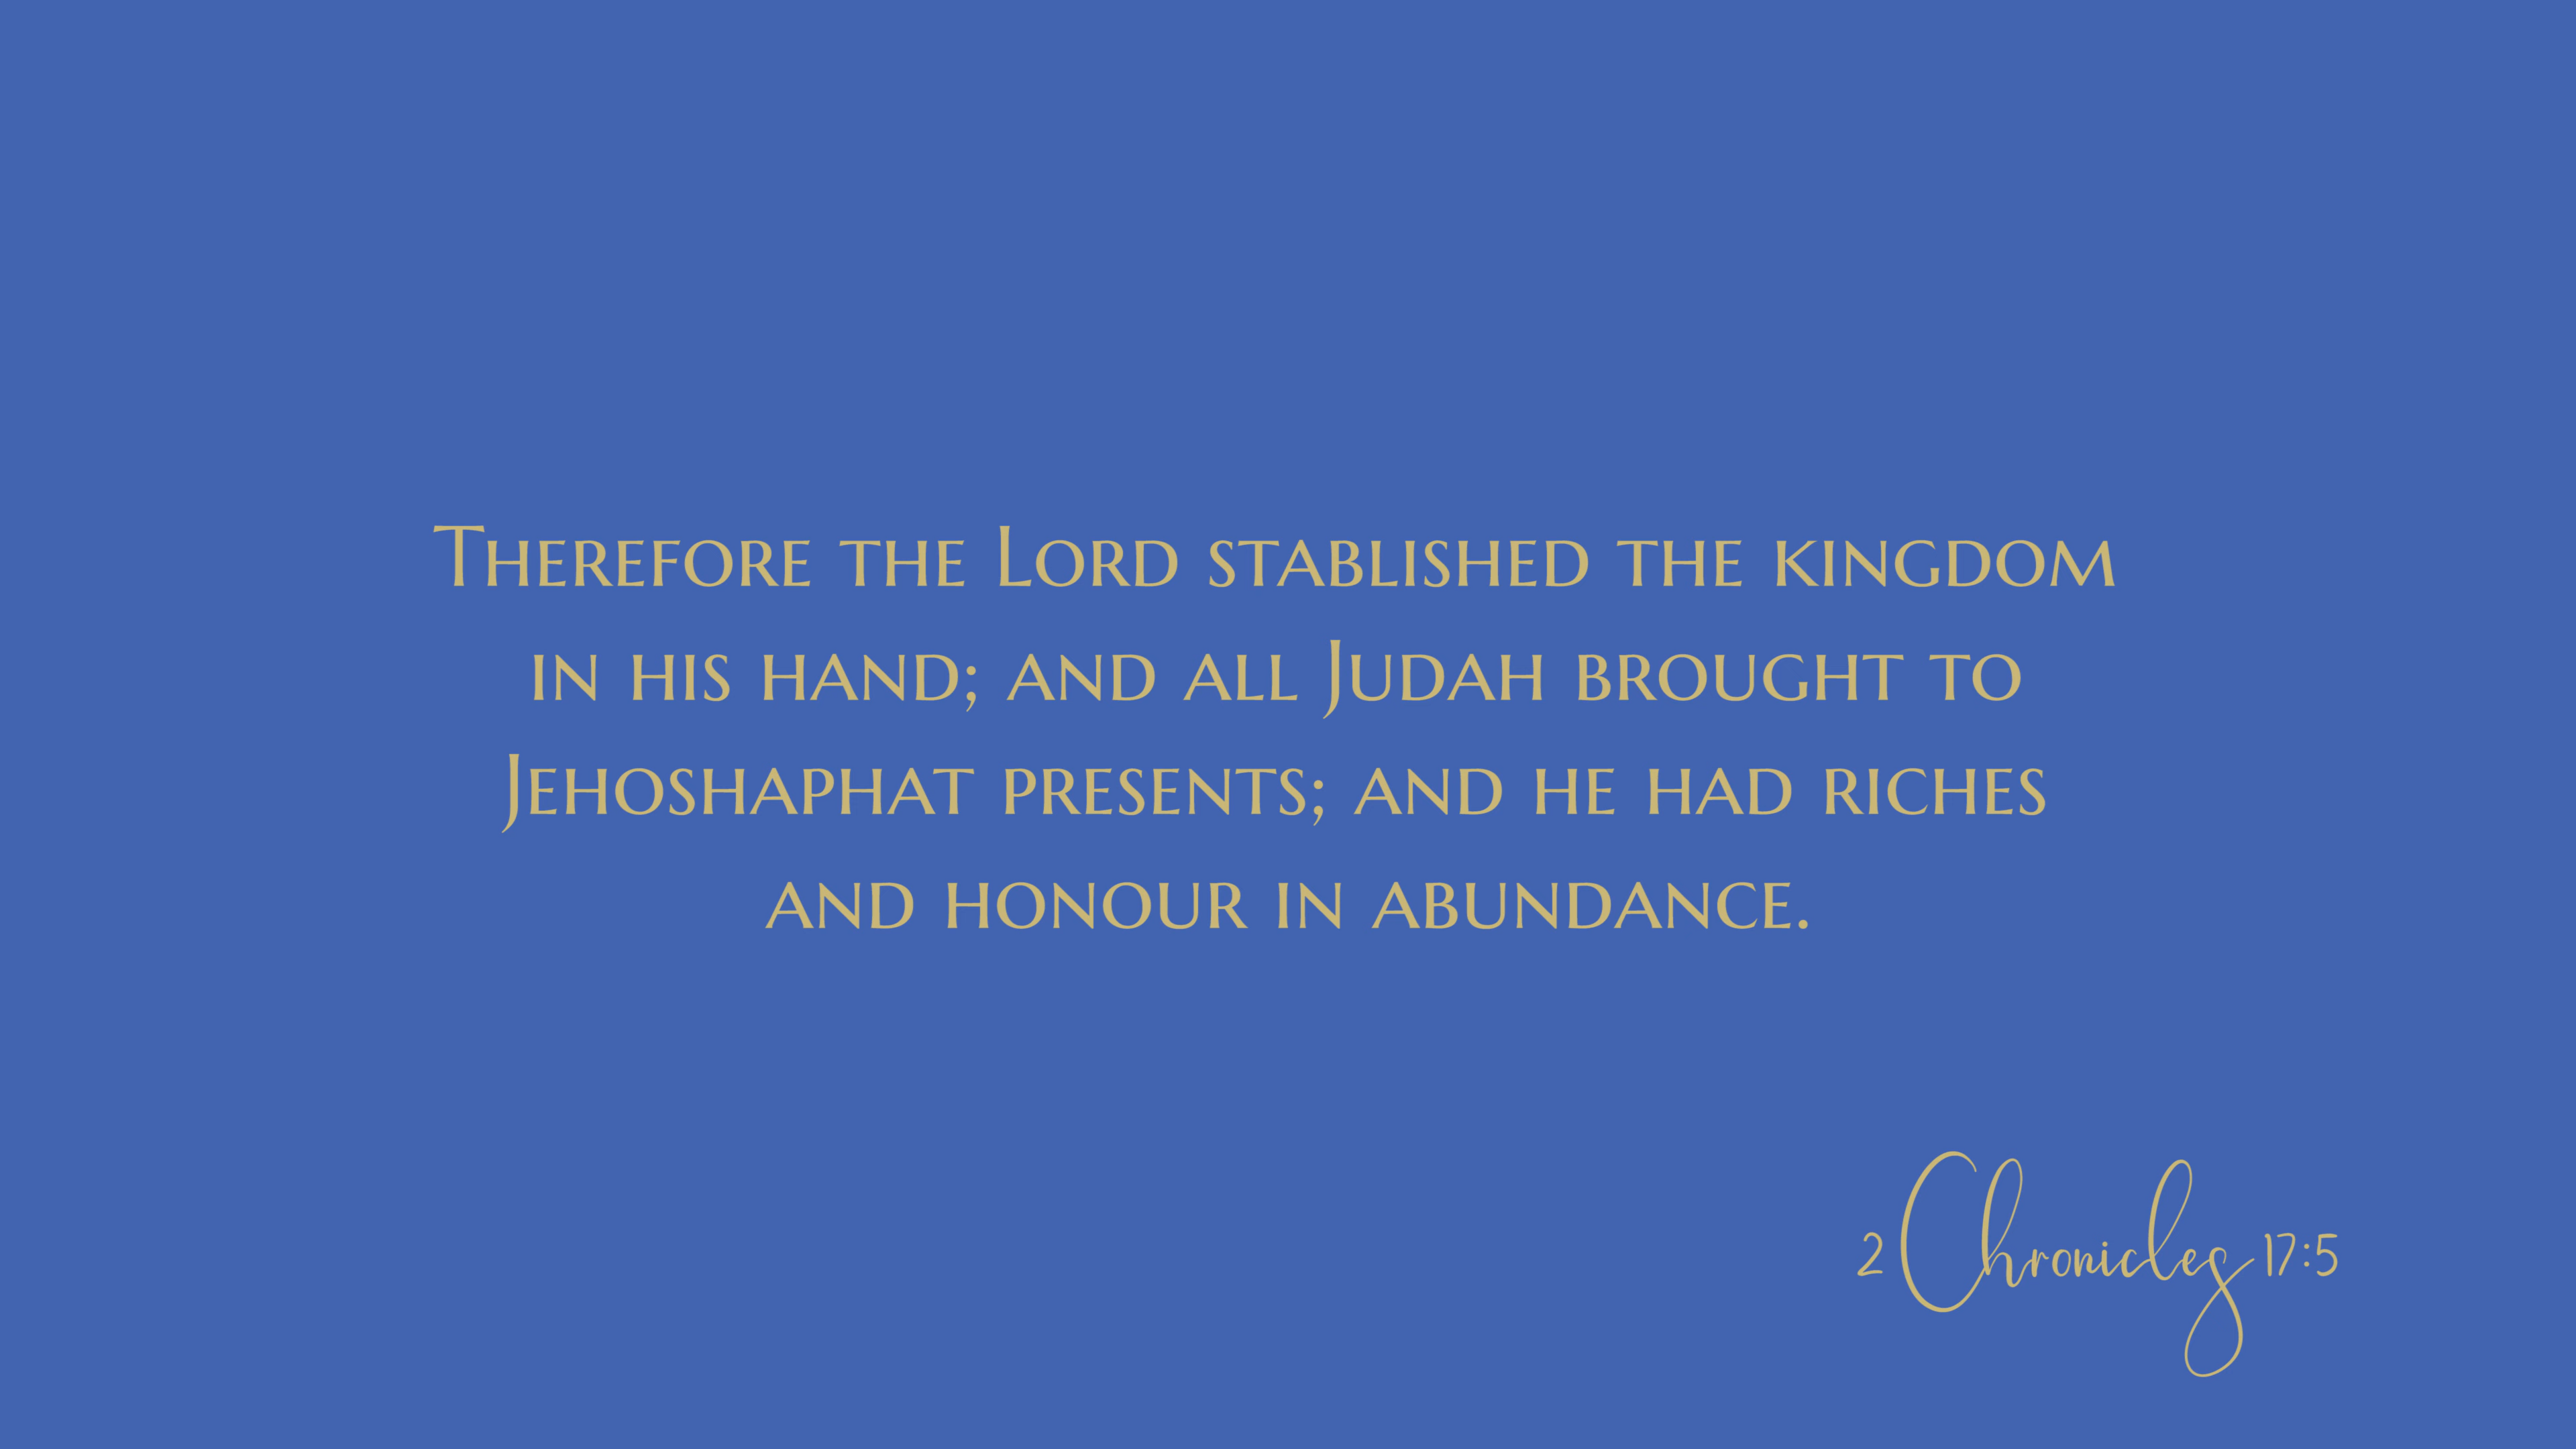 Therefore the Lord stablished the kingdom
in his hand; and all Judah brought to
Jehoshaphat presents; and he had riches
and honour in abundance.
2 Chronicles 17:5